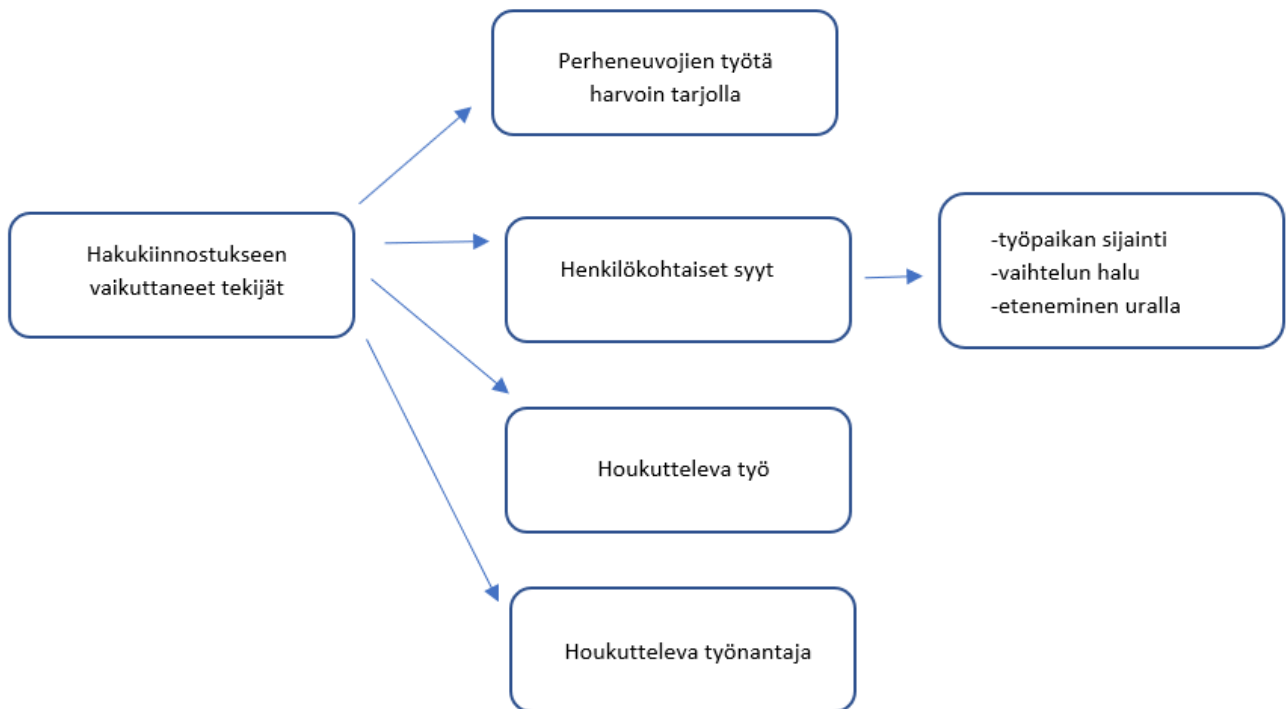 Perheneuvojien työtä
harvoin tarjolla
Hakukiinnostukseen
vaikuttaneet tekijät
Henkilökohtaiset syyt
-työpaikan sijainti
-vaihtelun halu
-eteneminen uralla
Houkutteleva työ
Houkutteleva työnantaja